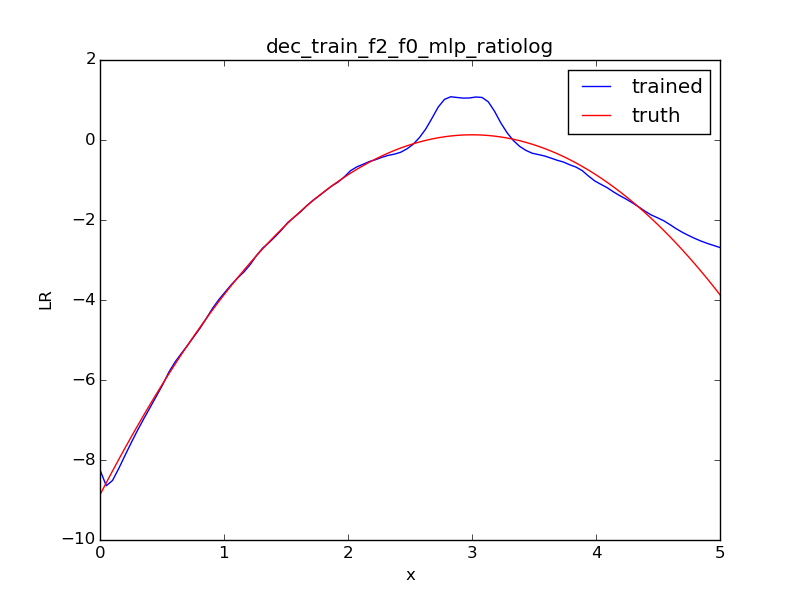 dec_train_f2_f0_mlp_ratiolog
trained
truth
2
0
−2
−4
−6
−8
−10
LR
0 1 2 3 4 5
x